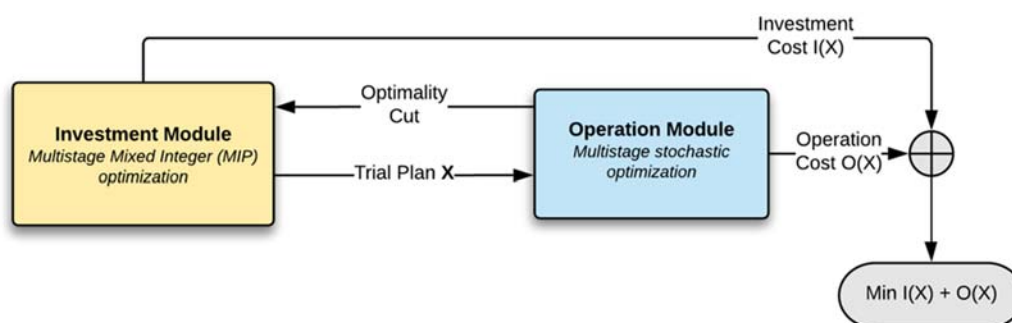 Investment
Cost I(X)
Optimality
Cut
Investment Module
Multistage Mixed Integer (MIP)
optimization
Operation Module
Multistage stochastic
optimization
Operation
Cost O(X)
Trial Plan X
Min I(X) + O(X)